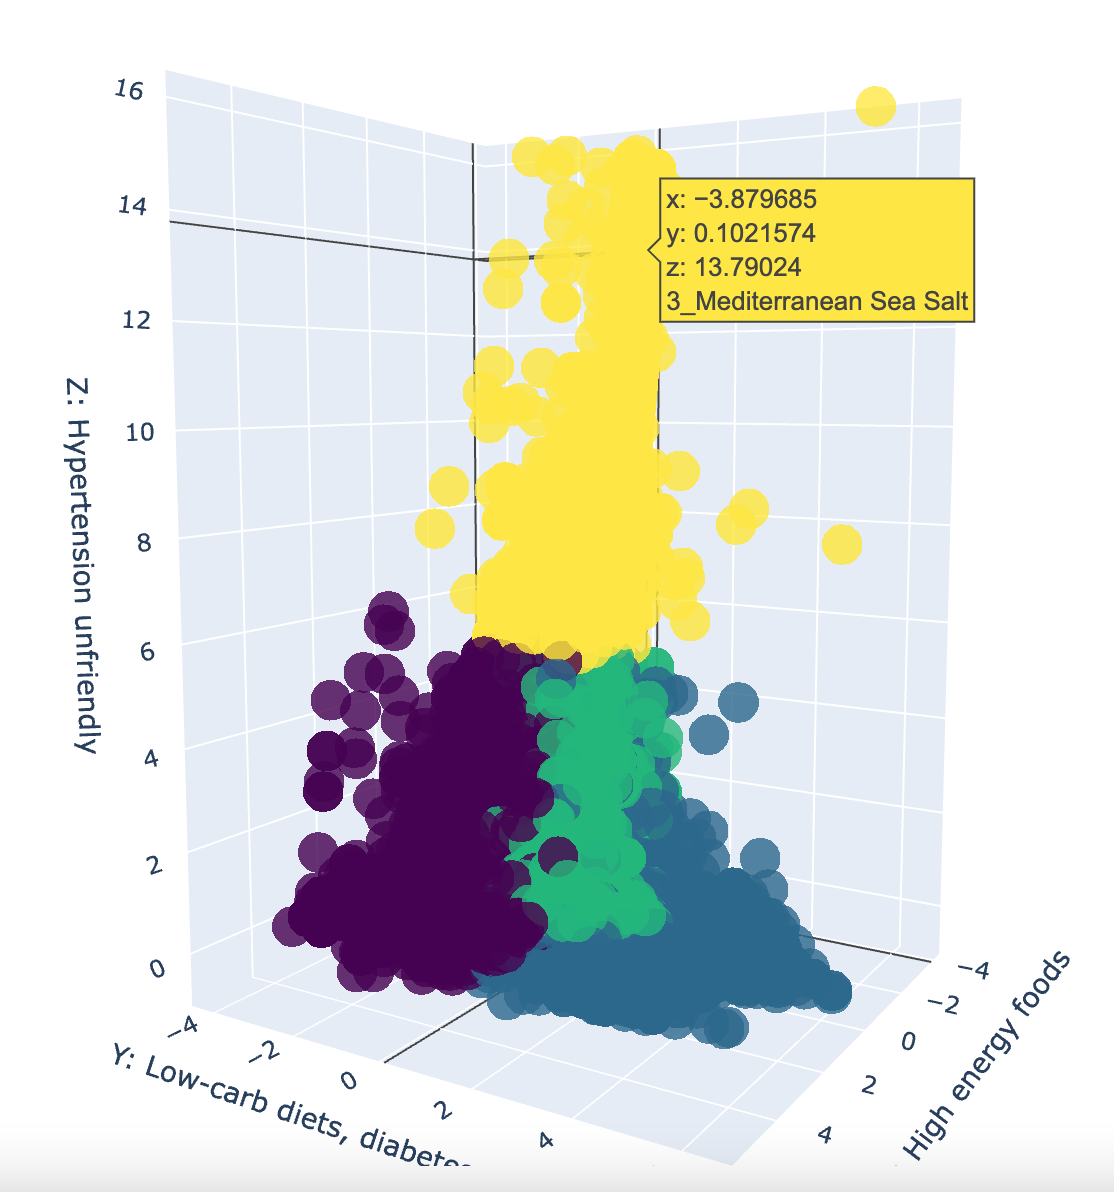 16
14
12
10
8
6
4
2
0
Z: Hypertension unfriendly
x: −3.879685
y: 0.1021574
z: 13.79024
3_Mediterranean Sea Salt
−4
−2
0
2
4
Y: Low-carb diets, diabetes
−4
−2
0
2
4
High energy foods